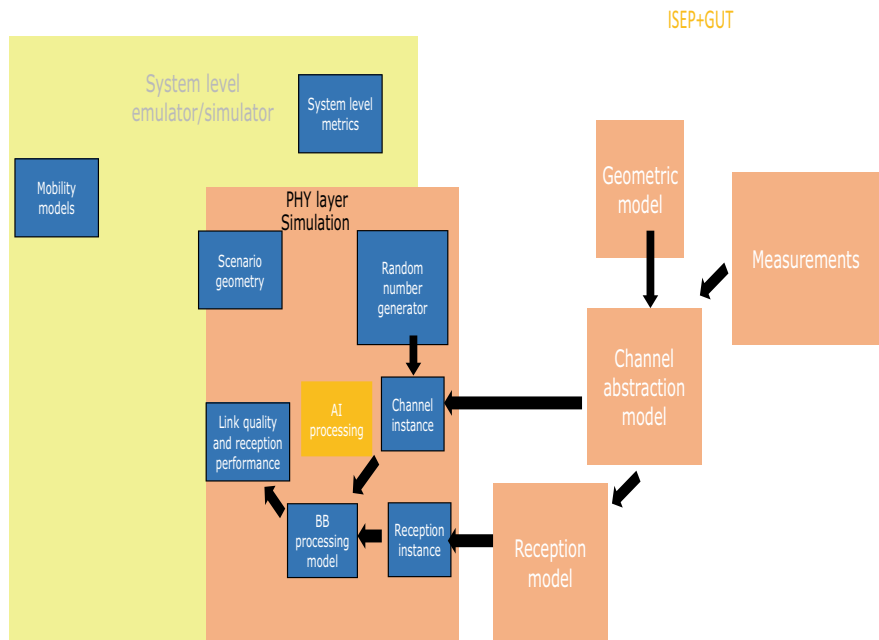 ISEP+GUT
System level
emulator/simulator
System level
metrics
Mobility
models
PHY layer
Simulation
Scenario
geometry
Random
number
generator
Geometric
model
Measurements
Channel
abstraction
model
AI
processing
Channel
instance
Link quality
and reception
performance
BB
processing
model
Reception
instance
Reception
model